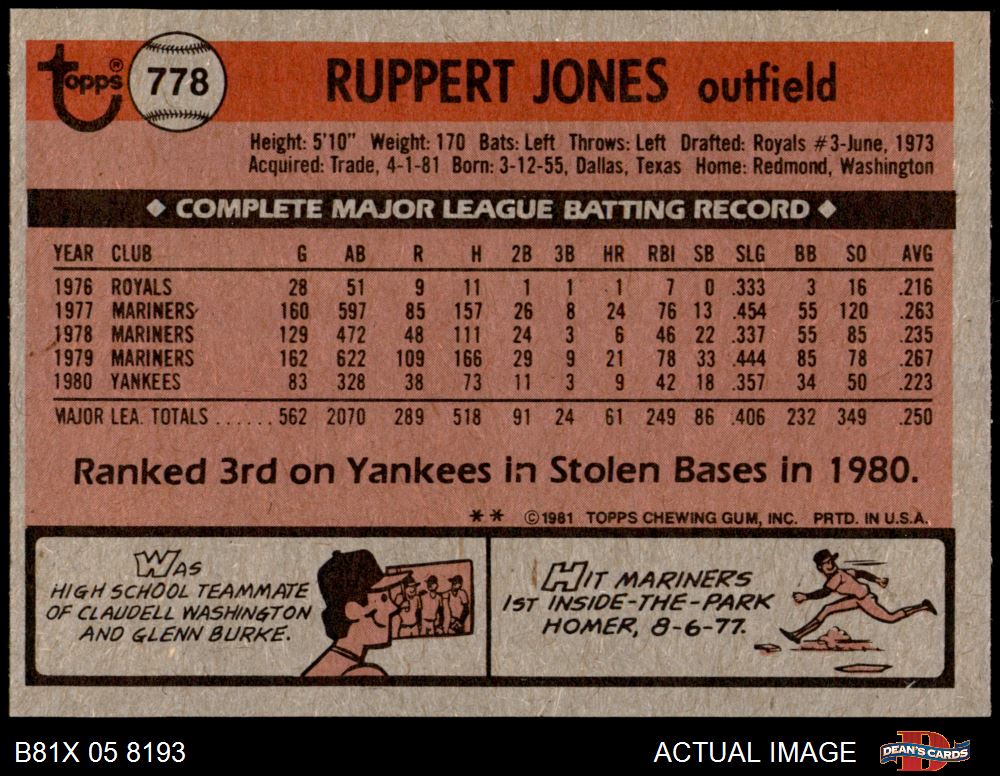 Topps®
778
RUPPERT JONES outfield
Height: 5'10" Weight: 170 Bats: Left Throws: Left Drafted: Royals #3-June, 1973
Acquired: Trade, 4-1-81 Born: 3-12-55, Dallas, Texas Home: Redmond, Washington
◆ COMPLETE MAJOR LEAGUE BATTING RECORD ◆
YEAR CLUB G AB R H 2B 3B HR RBI SB SLG BB SO AVG
1976 ROYALS 28 51 9 11 1 1 1 7 0 .333 3 16 .216
1977 MARINERS 160 597 85 157 26 8 24 76 13 .454 55 120 .263
1978 MARINERS 129 472 48 111 24 3 6 46 22 .337 55 85 .235
1979 MARINERS 162 622 109 166 29 9 21 78 33 .444 85 78 .267
1980 YANKEES 83 328 38 73 11 3 9 42 18 .357 34 50 .223
MAJOR LEA. TOTALS ...... 562 2070 289 518 91 24 61 249 86 .406 232 349 .250
Ranked 3rd on Yankees in Stolen Bases in 1980.
** ©1981 TOPPS CHEWING GUM, INC. PRTD. IN U.S.A.
WAS
HIGH SCHOOL TEAMMATE
OF CLAUDELL WASHINGTON
AND GLENN BURKE.
HIT MARINERS
1ST INSIDE-THE-PARK
HOMER, 8-6-77.
B81X 05 8193
ACTUAL IMAGE
DEAN'S CARDS